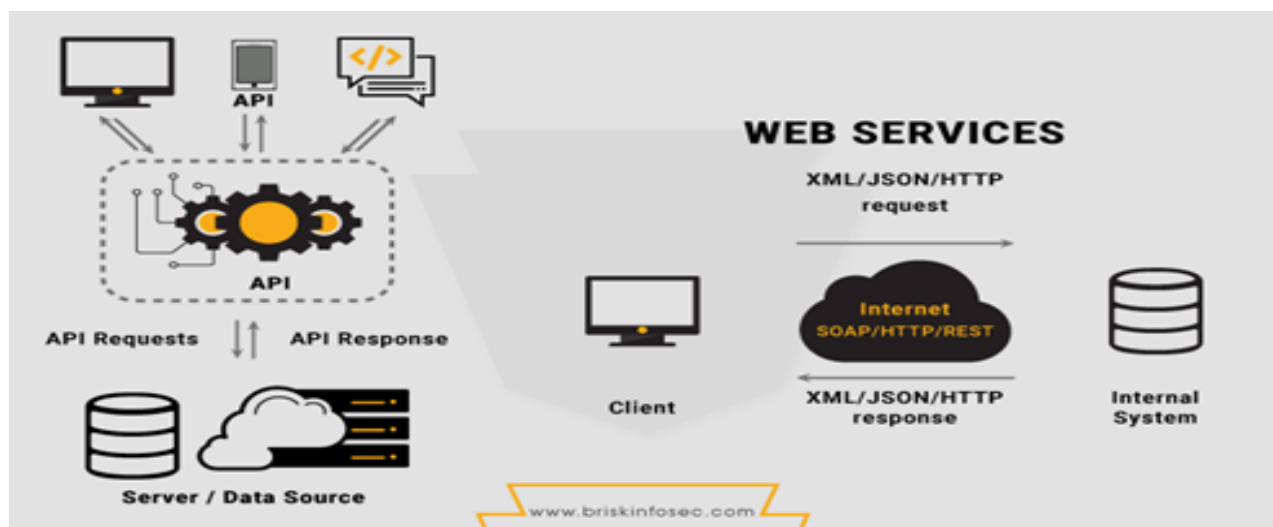 </>
API
API
API Requests
API Response
Server / Data Source
WEB SERVICES
XML/JSON/HTTP
request
Internet
SOAP/HTTP/REST
Client
XML/JSON/HTTP
response
Internal
System
www.briskinfosec.com